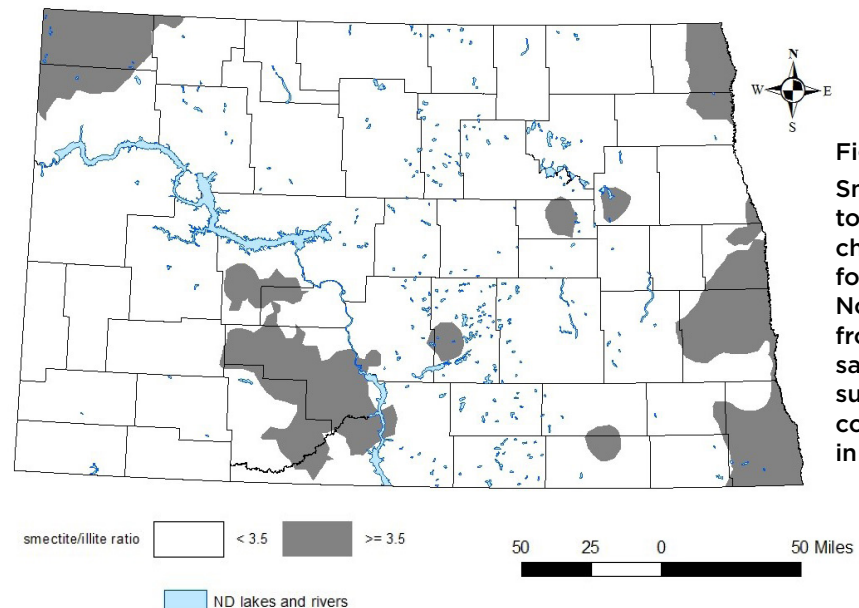 N
W E
S
Fi
Sr
to
ch
fo
No
fro
sa
su
co
in
smectite/illite ratio < 3.5 >= 3.5
50 25 0 50 Miles
ND lakes and rivers